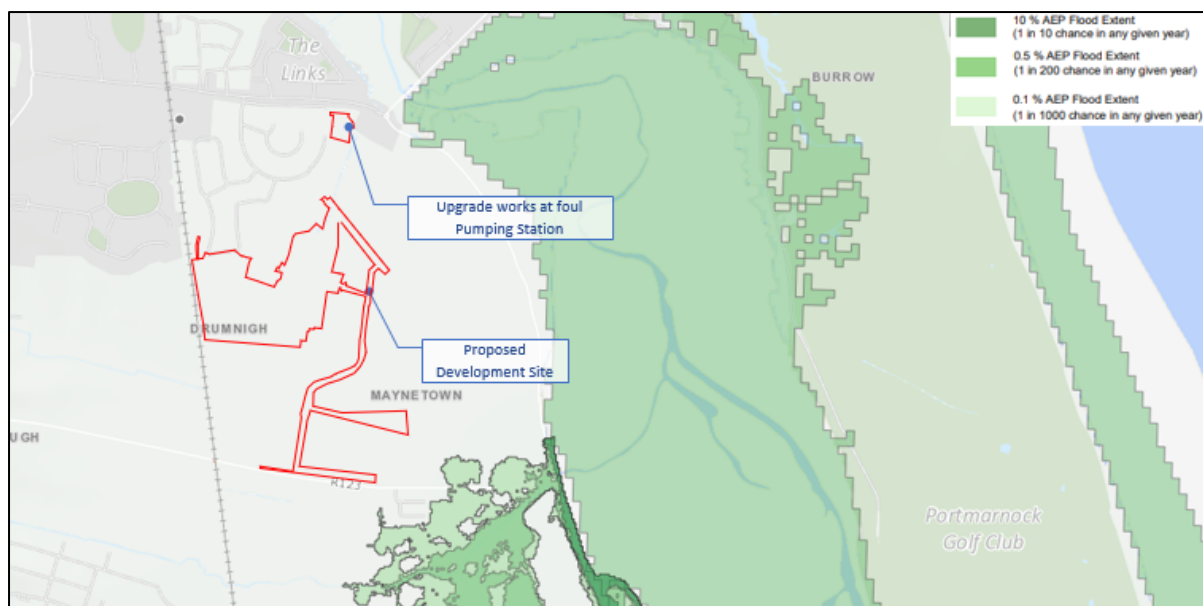 10 % AEP Flood Extent
(1 in 10 chance in any given year)
0.5 % AEP Flood Extent
(1 in 200 chance in any given year)
0.1 % AEP Flood Extent
(1 in 1000 chance in any given year)
The
Links
BURROW
Upgrade works at foul
Pumping Station
DRUMNIGH
Proposed
Development Site
MAYNETOWN
UGH
R123
Portmarnock
Golf Club